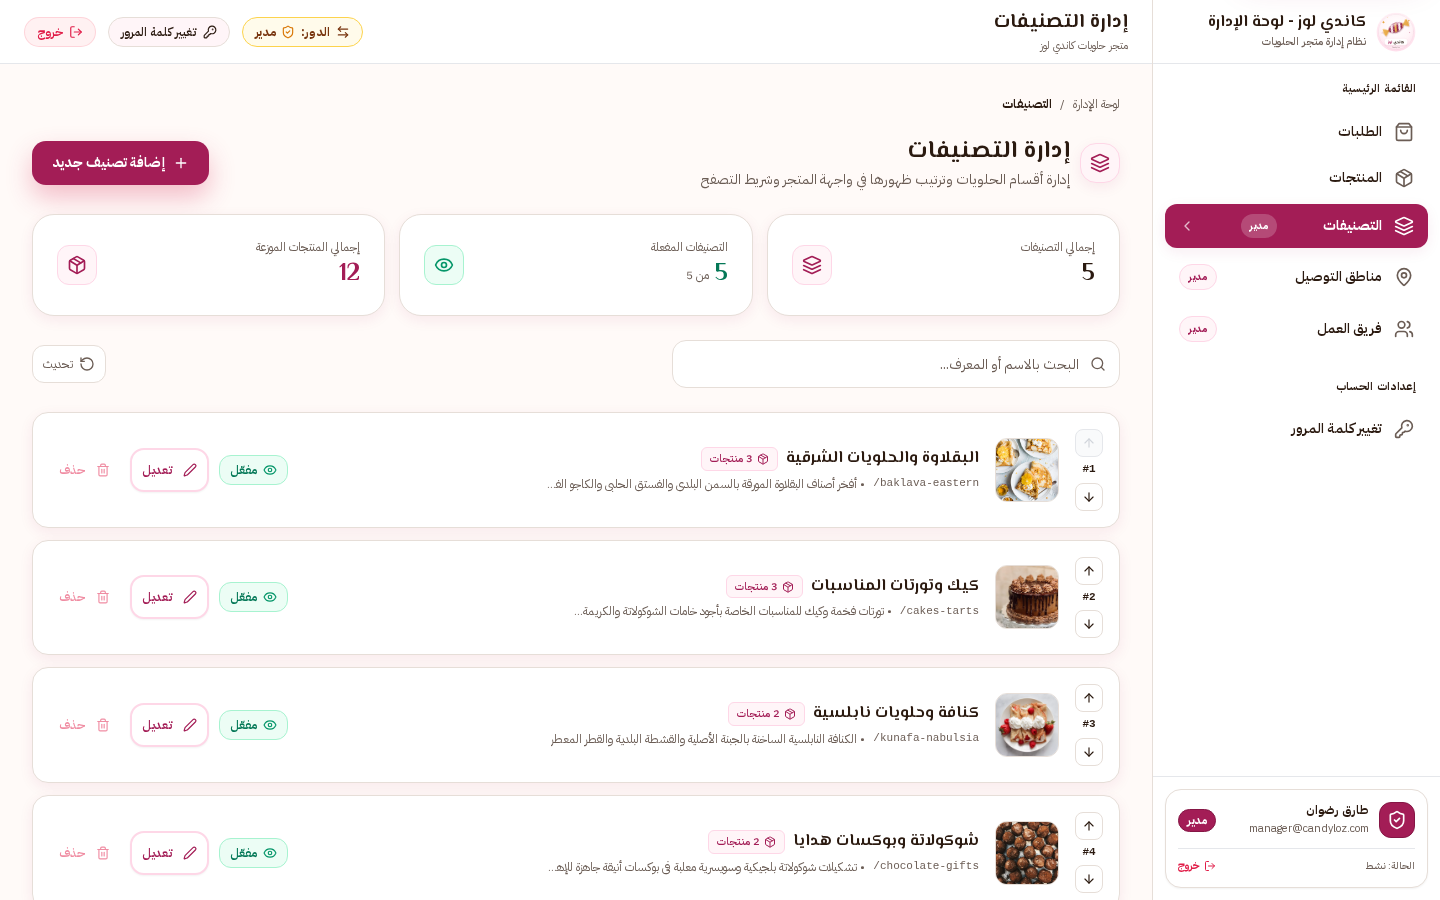 كاندي لوز - لوحة الإدارة
نظام إدارة متجر الحلويات
القائمة الرئيسية
الطلبات
المنتجات
التصنيفات مدير
مناطق التوصيل مدير
فريق العمل مدير
إعدادات الحساب
تغيير كلمة المرور
طارق رضوان
manager@candyloz.com
مدير
الحالة: نشط
خروج
إدارة التصنيفات
متجر حلويات كاندي لوز
الدور: مدير
تغيير كلمة المرور
خروج
لوحة الإدارة / التصنيفات
إدارة التصنيفات
إدارة أقسام الحلويات وترتيب ظهورها في واجهة المتجر وشريط التصفح
إضافة تصنيف جديد
إجمالي التصنيفات
5
التصنيفات المفعلة
5 من 5
إجمالي المنتجات الموزعة
12
البحث بالاسم أو المعرف...
تحديث
#1
البقلاوة والحلويات الشرقية 3 منتجات
/baklava-eastern • أفخر أصناف البقلاوة المورقة بالسمن البلدي والفستق الحلبي والكاجو الف...
مفعّل تعديل حذف
#2
كيك وتورتات المناسبات 3 منتجات
/cakes-tarts • تورتات فخمة وكيك للمناسبات الخاصة بأجود خامات الشوكولاتة والكريمة...
مفعّل تعديل حذف
#3
كنافة وحلويات نابلسية 2 منتجات
/kunafa-nabulsia • الكنافة النابلسية الساخنة بالجبنة الأصلية والقشطة البلدية والقطر المعطر
مفعّل تعديل حذف
#4
شوكولاتة وبوكسات هدايا 2 منتجات
/chocolate-gifts • تشكيلات شوكولاتة بلجيكية وسويسرية معلبة في بوكسات أنيقة جاهزة للإه...
مفعّل تعديل حذف